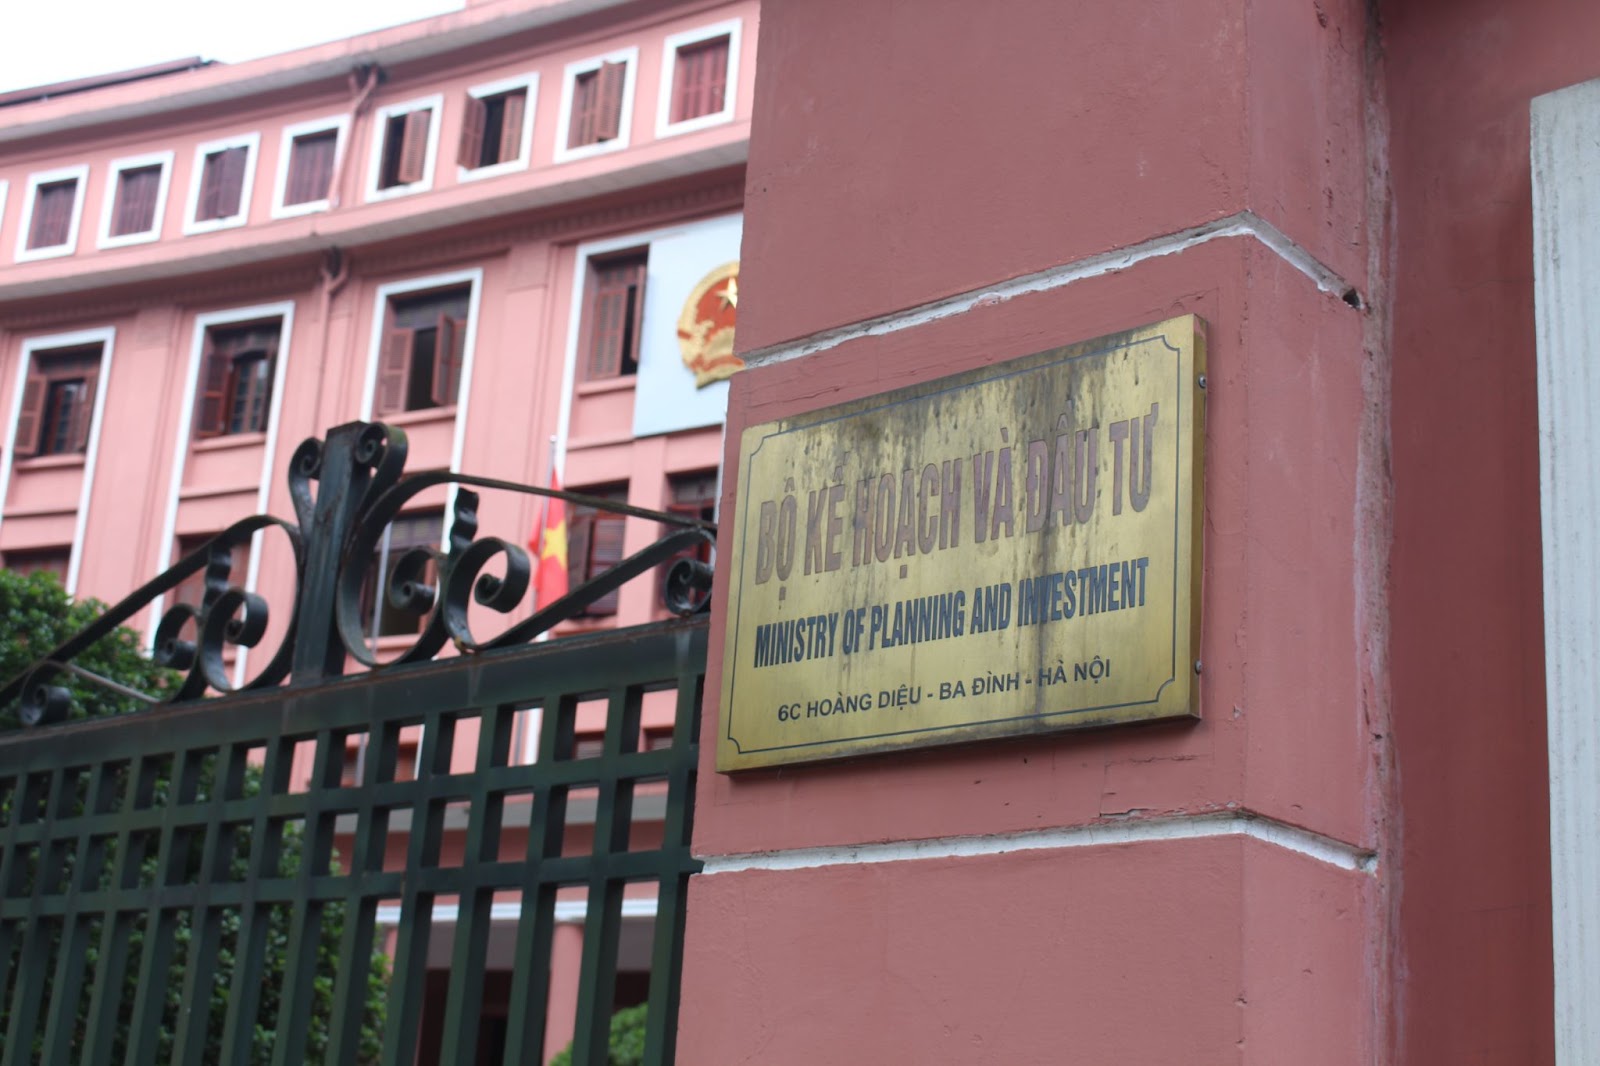 BỘ KẾ HOẠCH VÀ ĐẦU TƯ
MINISTRY OF PLANNING AND INVESTMENT
6C HOÀNG DIỆU - BA ĐÌNH - HÀ NỘI